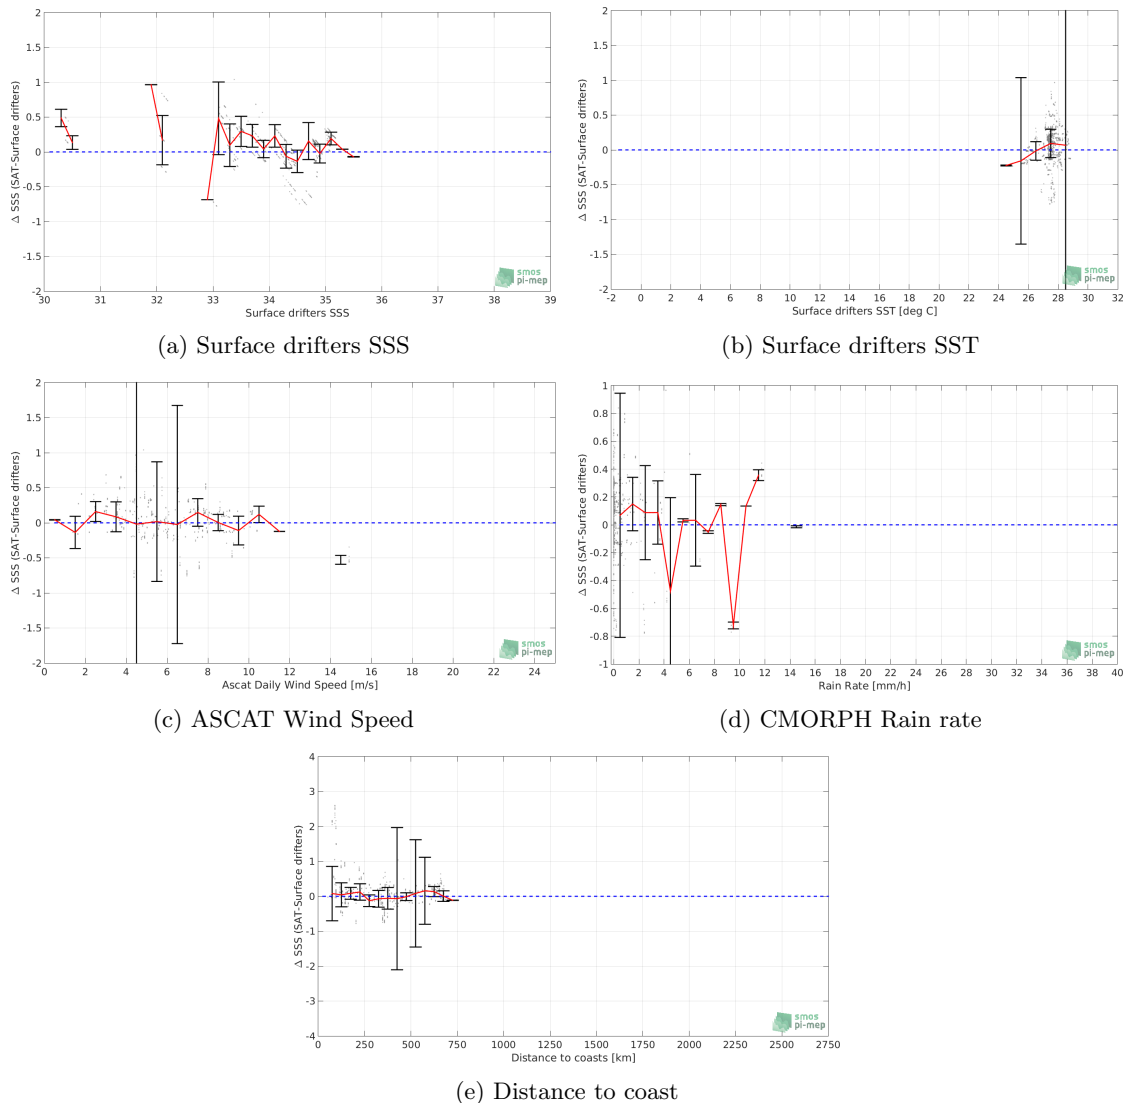 2
1.5
1
0.5
0
-0.5
-1
-1.5
-2
Δ SSS (SAT-Surface drifters)
30 31 32 33 34 35 36 37 38 39
Surface drifters SSS
smos
pi-mep
(a) Surface drifters SSS
2
1.5
1
0.5
0
-0.5
-1
-1.5
-2
Δ SSS (SAT-Surface drifters)
-2 0 2 4 6 8 10 12 14 16 18 20 22 24 26 28 30 32
Surface drifters SST [deg C]
smos
pi-mep
(b) Surface drifters SST
2
1.5
1
0.5
0
-0.5
-1
-1.5
-2
Δ SSS (SAT-Surface drifters)
0 2 4 6 8 10 12 14 16 18 20 22 24
Ascat Daily Wind Speed [m/s]
smos
pi-mep
(c) ASCAT Wind Speed
1
0.8
0.6
0.4
0.2
0
-0.2
-0.4
-0.6
-0.8
-1
Δ SSS (SAT-Surface drifters)
0 2 4 6 8 10 12 14 16 18 20 22 24 26 28 30 32 34 36 38 40
Rain Rate [mm/h]
smos
pi-mep
(d) CMORPH Rain rate
4
3
2
1
0
-1
-2
-3
-4
Δ SSS (SAT-Surface drifters)
0 250 500 750 1000 1250 1500 1750 2000 2250 2500 2750
Distance to coasts [km]
smos
pi-mep
(e) Distance to coast